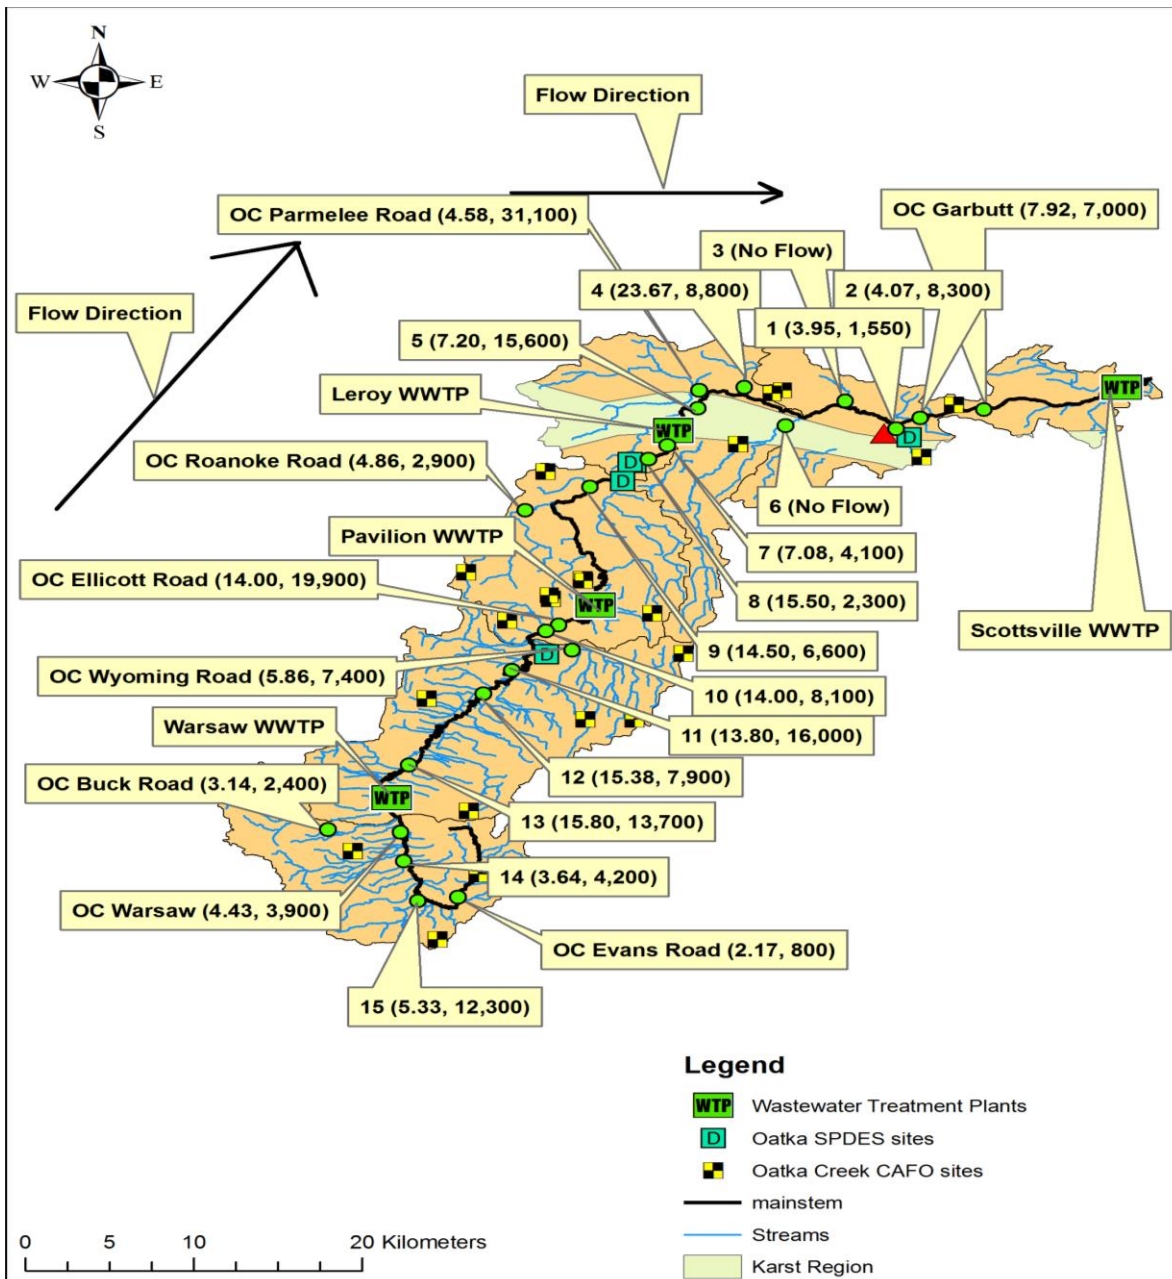 N
W E
S
Flow Direction
OC Parmelee Road (4.58, 31,100)
OC Garbutt (7.92, 7,000)
3 (No Flow)
4 (23.67, 8,800)
2 (4.07, 8,300)
Flow Direction
1 (3.95, 1,550)
5 (7.20, 15,600)
Leroy WWTP
WTP
WTP
D
OC Roanoke Road (4.86, 2,900)
D
D
6 (No Flow)
Pavilion WWTP
7 (7.08, 4,100)
OC Ellicott Road (14.00, 19,900)
WTP
8 (15.50, 2,300)
Scottsville WWTP
D
9 (14.50, 6,600)
OC Wyoming Road (5.86, 7,400)
10 (14.00, 8,100)
Warsaw WWTP
11 (13.80, 16,000)
12 (15.38, 7,900)
OC Buck Road (3.14, 2,400)
WTP
13 (15.80, 13,700)
14 (3.64, 4,200)
OC Warsaw (4.43, 3,900)
OC Evans Road (2.17, 800)
15 (5.33, 12,300)
Legend
WTP Wastewater Treatment Plants
D Oatka SPDES sites
Oatka Creek CAFO sites
mainstem
Streams
Karst Region
0 5 10 20 Kilometers